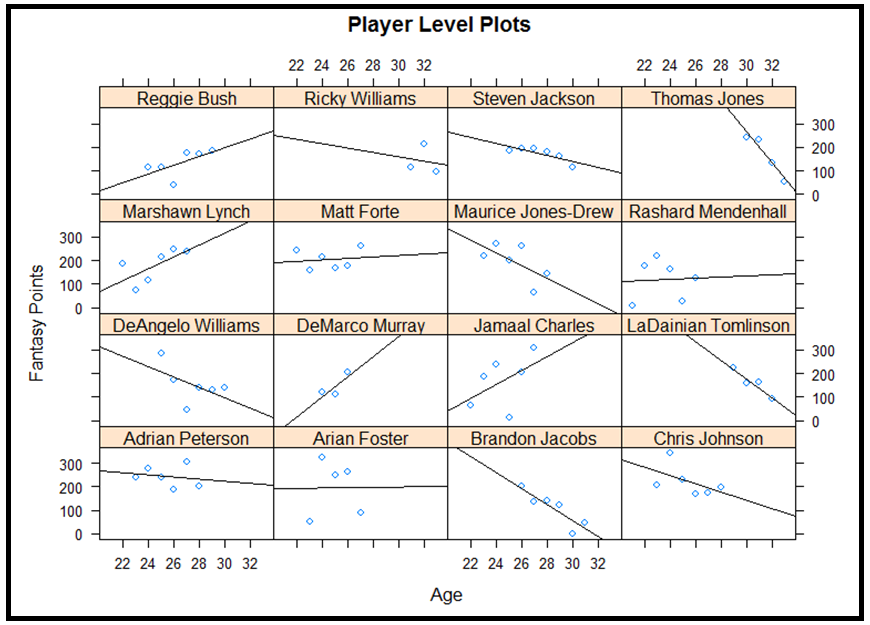 Player Level Plots
22 24 26 28 30 32 22 24 26 28 30 32
Reggie Bush Ricky Williams Steven Jackson Thomas Jones
300
200
100
0
Marshawn Lynch Matt Forte Maurice Jones-Drew Rashard Mendenhall
300
200
100
0
DeAngelo Williams DeMarco Murray Jamaal Charles LaDainian Tomlinson
300
200
100
0
Adrian Peterson Arian Foster Brandon Jacobs Chris Johnson
300
200
100
0
22 24 26 28 30 32 22 24 26 28 30 32
Fantasy Points
Age